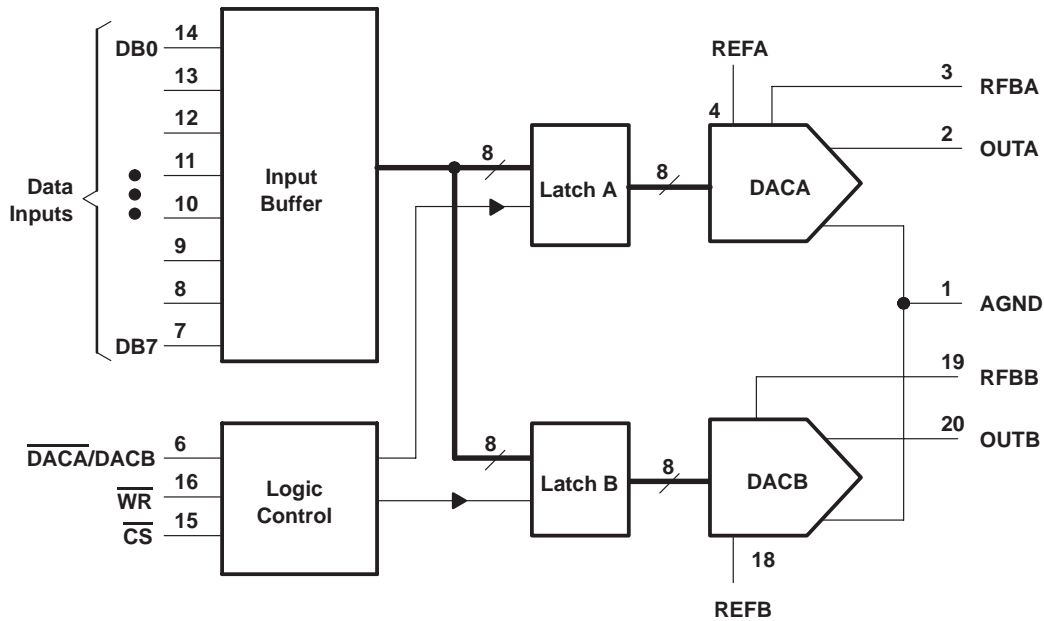 DB0
14
13
12
11
10
9
8
7
DB7
Data
Inputs
Input
Buffer
DACA/DACB
6
WR
16
CS
15
Logic
Control
8
Latch A
8
REFA
4
DACA
3
RFBA
2
OUTA
1
AGND
8
Latch B
8
19
RFBB
DACB
20
OUTB
18
REFB